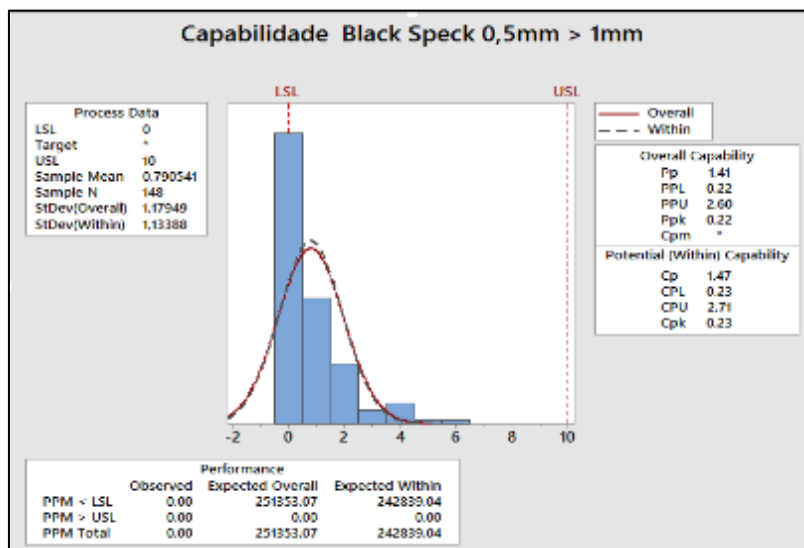 Capabilidade Black Speck 0,5mm > 1mm
LSL
USL
Process Data
LSL 0
Target *
USL 10
Sample Mean 0.790541
Sample N 148
StDev(Overall) 1,17949
StDev(Within) 1,13388
Overall
Within
Overall Capability
Pp 1.41
PPL 0.22
PPU 2.60
Ppk 0.22
Cpm *
Potential (Within) Capability
Cp 1.47
CPL 0.23
CPU 2.71
Cpk 0.23
-2 0 2 4 6 8 10
Performance
Observed Expected Overall Expected Within
PPM < LSL 0.00 251353.07 242839.04
PPM > USL 0.00 0.00 0.00
PPM Total 0.00 251353.07 242839.04